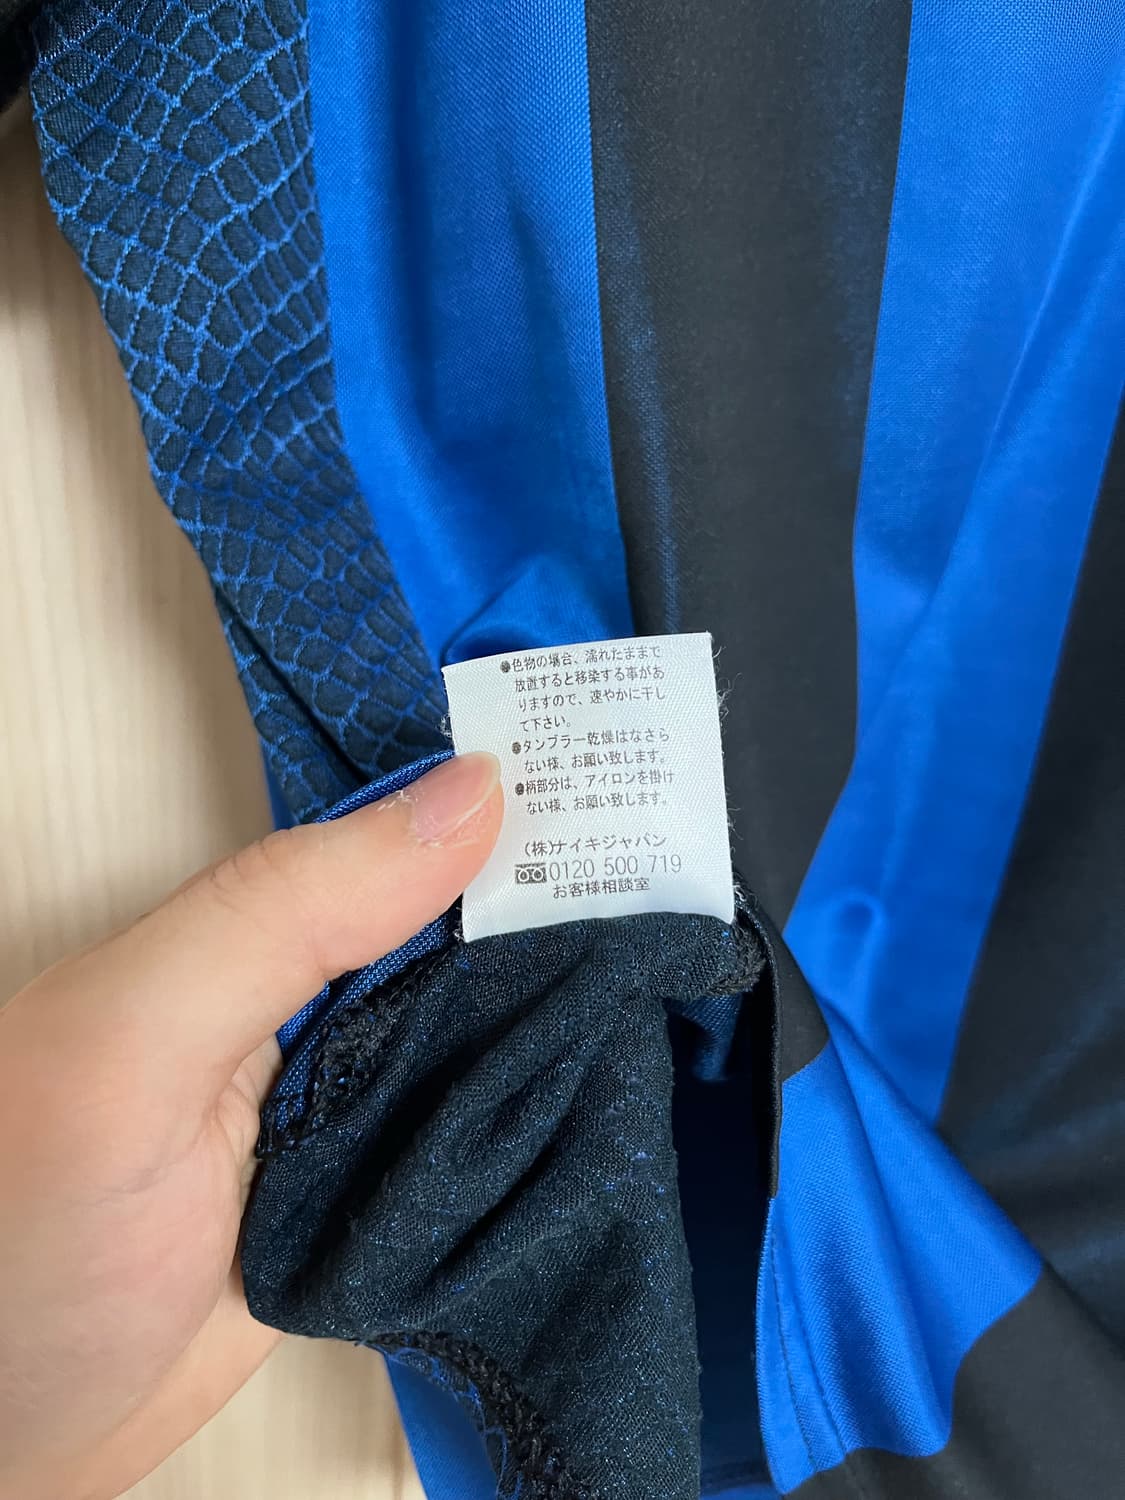 ●色物の場合、濡れたままで
放置すると移染する事があ
りますので、速やかに干し
て下さい。
●タンブラー乾燥はなさら
ない様、お願い致します。
●柄部分は、アイロンを掛け
ない様、お願い致します。
(株)ナイキジャパン
0120 500 719
お客様相談室